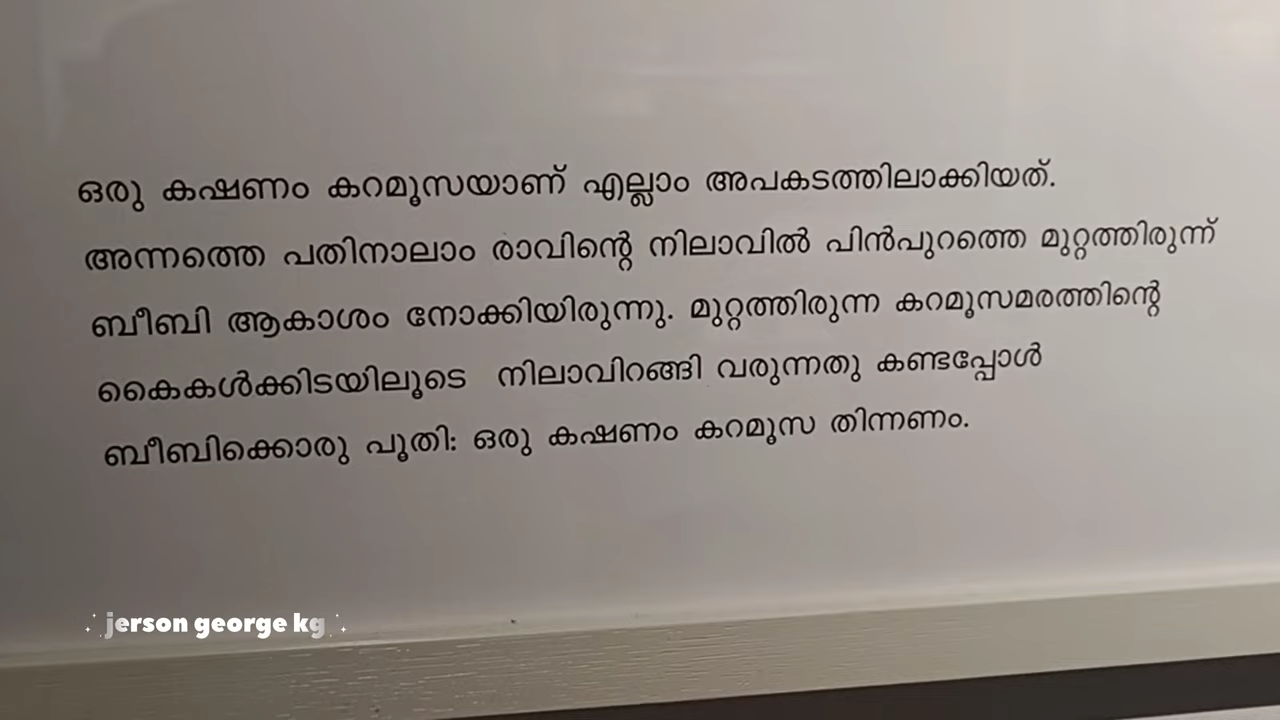 ഒരു കഷണം കറമൂസയാണ് എല്ലാം അപകടത്തിലാക്കിയത്.
അന്നത്തെ പതിനാലാം രാവിന്റെ നിലാവിൽ പിൻപുറത്തെ മുറ്റത്തിരുന്ന്
ബീബി ആകാശം നോക്കിയിരുന്നു. മുറ്റത്തിരുന്ന കറമൂസമരത്തിന്റെ
കൈകൾക്കിടയിലൂടെ നിലാവിറങ്ങി വരുന്നതു കണ്ടപ്പോൾ
ബീബിക്കൊരു പൂതി: ഒരു കഷണം കറമൂസ തിന്നണം.
jerson george kg